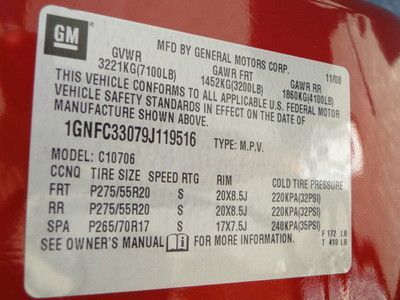 GM
MFD BY GENERAL MOTORS CORP. 11/08
GVWR GAWR FRT GAWR RR
3221KG(7100LB) 1452KG(3200LB) 1860KG(4100LB)
THIS VEHICLE CONFORMS TO ALL APPLICABLE U.S. FEDERAL MOTOR
VEHICLE SAFETY STANDARDS IN EFFECT ON THE DATE OF
MANUFACTURE SHOWN ABOVE.
1GNFC33079J119516 TYPE: M.P.V.
MODEL: C10706
CCNQ TIRE SIZE SPEED RTG RIM COLD TIRE PRESSURE
FRT P275/55R20 S 20X8.5J 220KPA(32PSI)
RR P275/55R20 S 20X8.5J 220KPA(32PSI)
SPA P265/70R17 S 17X7.5J 240KPA(35PSI)
SEE OWNER'S MANUAL FOR MORE INFORMATION. F 172 LB
T 410 LB